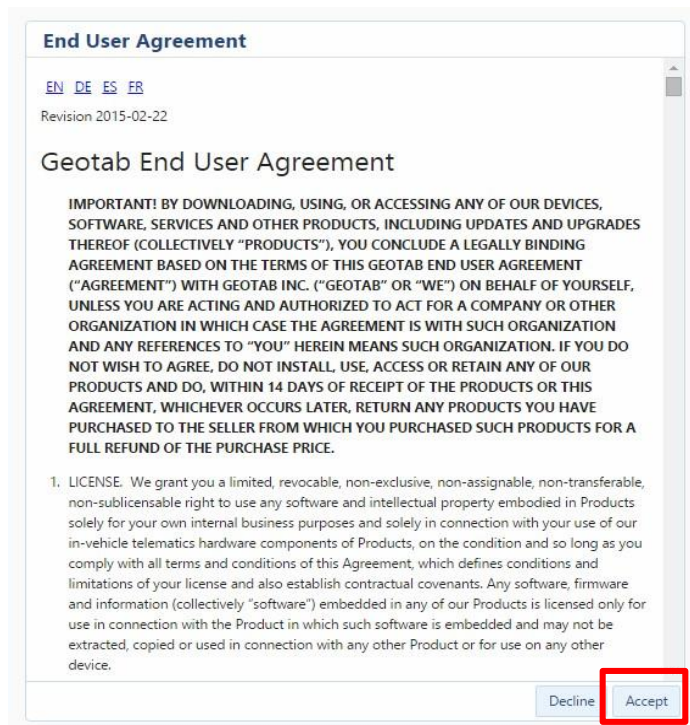 End User Agreement
EN DE ES FR
Revision 2015-02-22
Geotab End User Agreement
IMPORTANT! BY DOWNLOADING, USING, OR ACCESSING ANY OF OUR DEVICES,
SOFTWARE, SERVICES AND OTHER PRODUCTS, INCLUDING UPDATES AND UPGRADES
THEREOF (COLLECTIVELY “PRODUCTS”), YOU CONCLUDE A LEGALLY BINDING
AGREEMENT BASED ON THE TERMS OF THIS GEOTAB END USER AGREEMENT
(“AGREEMENT”) WITH GEOTAB INC. (“GEOTAB” OR “WE”) ON BEHALF OF YOURSELF,
UNLESS YOU ARE ACTING AND AUTHORIZED TO ACT FOR A COMPANY OR OTHER
ORGANIZATION IN WHICH CASE THE AGREEMENT IS WITH SUCH ORGANIZATION
AND ANY REFERENCES TO “YOU” HEREIN MEANS SUCH ORGANIZATION. IF YOU DO
NOT WISH TO AGREE, DO NOT INSTALL, USE, ACCESS OR RETAIN ANY OF OUR
PRODUCTS AND DO, WITHIN 14 DAYS OF RECEIPT OF THE PRODUCTS OR THIS
AGREEMENT, WHICHEVER OCCURS LATER, RETURN ANY PRODUCTS YOU HAVE
PURCHASED TO THE SELLER FROM WHICH YOU PURCHASED SUCH PRODUCTS FOR A
FULL REFUND OF THE PURCHASE PRICE.
1. LICENSE. We grant you a limited, revocable, non-exclusive, non-assignable, non-transferable,
non-sublicensable right to use any software and intellectual property embodied in Products
solely for your own internal business purposes and solely in connection with your use of our
in-vehicle telematics hardware components of Products, on the condition and so long as you
comply with all terms and conditions of this Agreement, which defines conditions and
limitations of your license and also establish contractual covenants. Any software, firmware
and information (collectively “software”) embedded in any of our Products is licensed only for
use in connection with the Product in which such software is embedded and may not be
extracted, copied or used in connection with any other Product or for use on any other
device.
Decline Accept